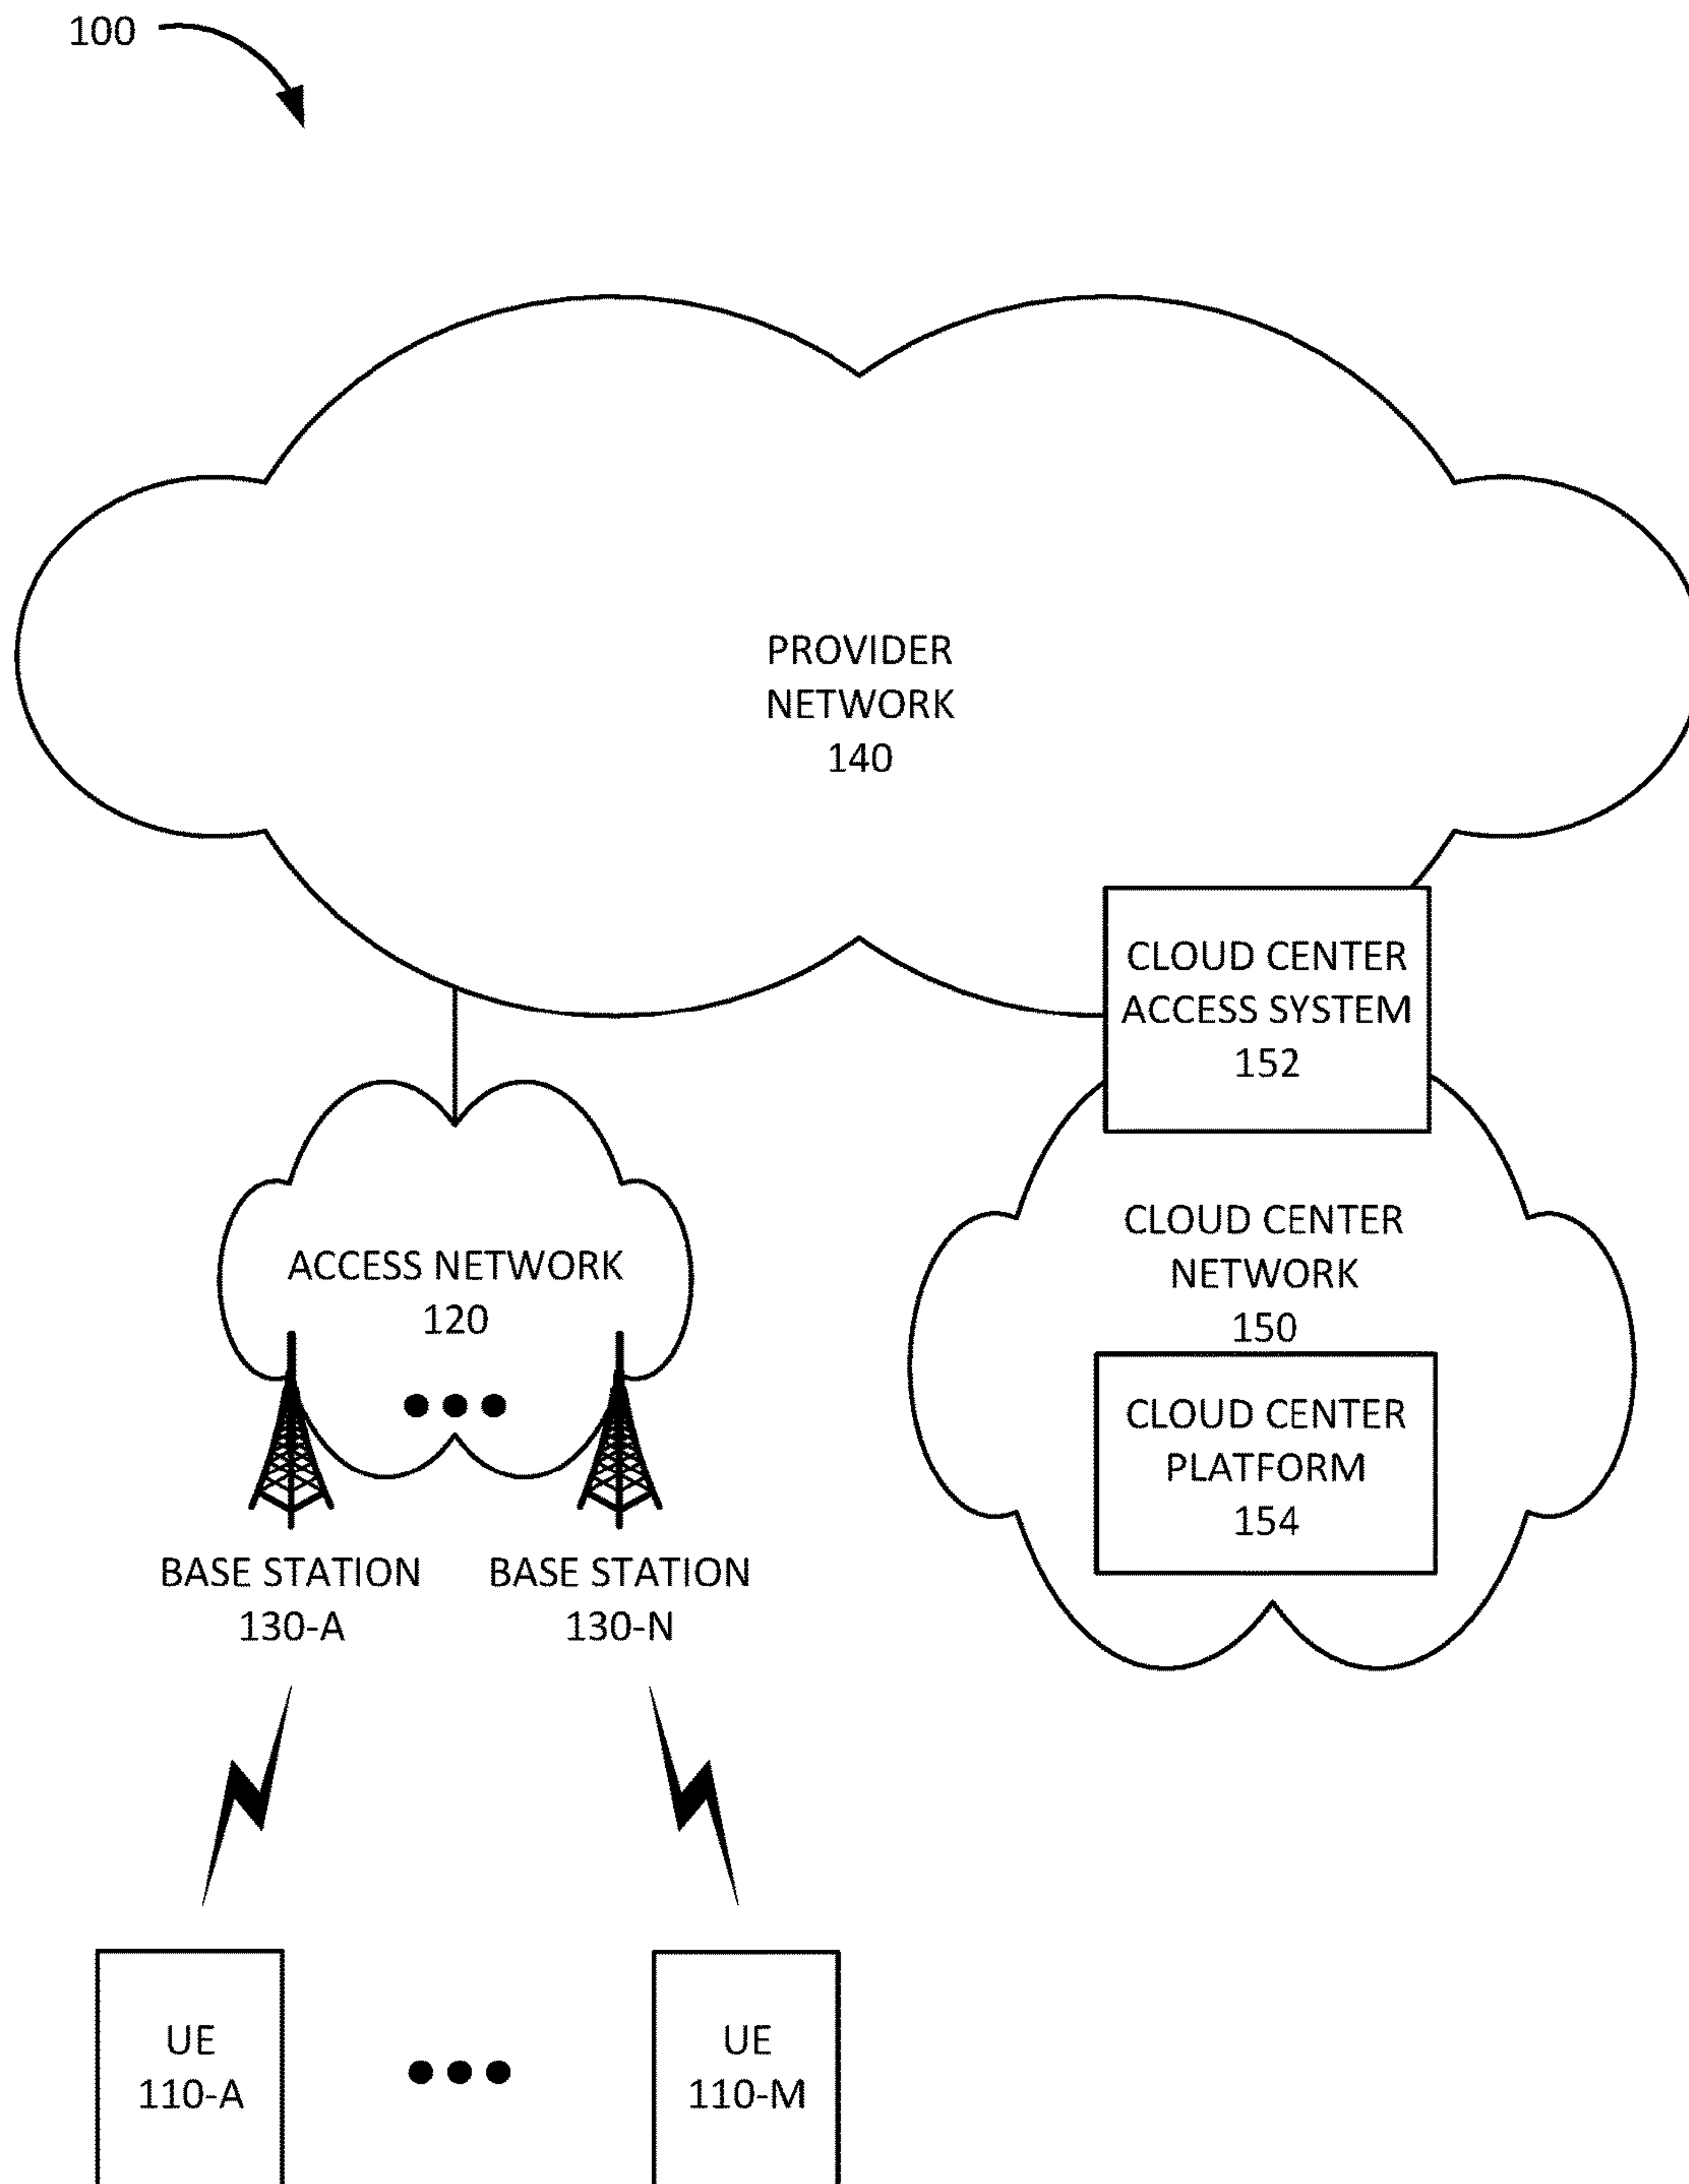 100
PROVIDER
NETWORK
140
CLOUD CENTER
ACCESS SYSTEM
152
ACCESS NETWORK
120
CLOUD CENTER
NETWORK
150
CLOUD CENTER
PLATFORM
154
BASE STATION
130-A
BASE STATION
130-N
UE
110-A
UE
110-M